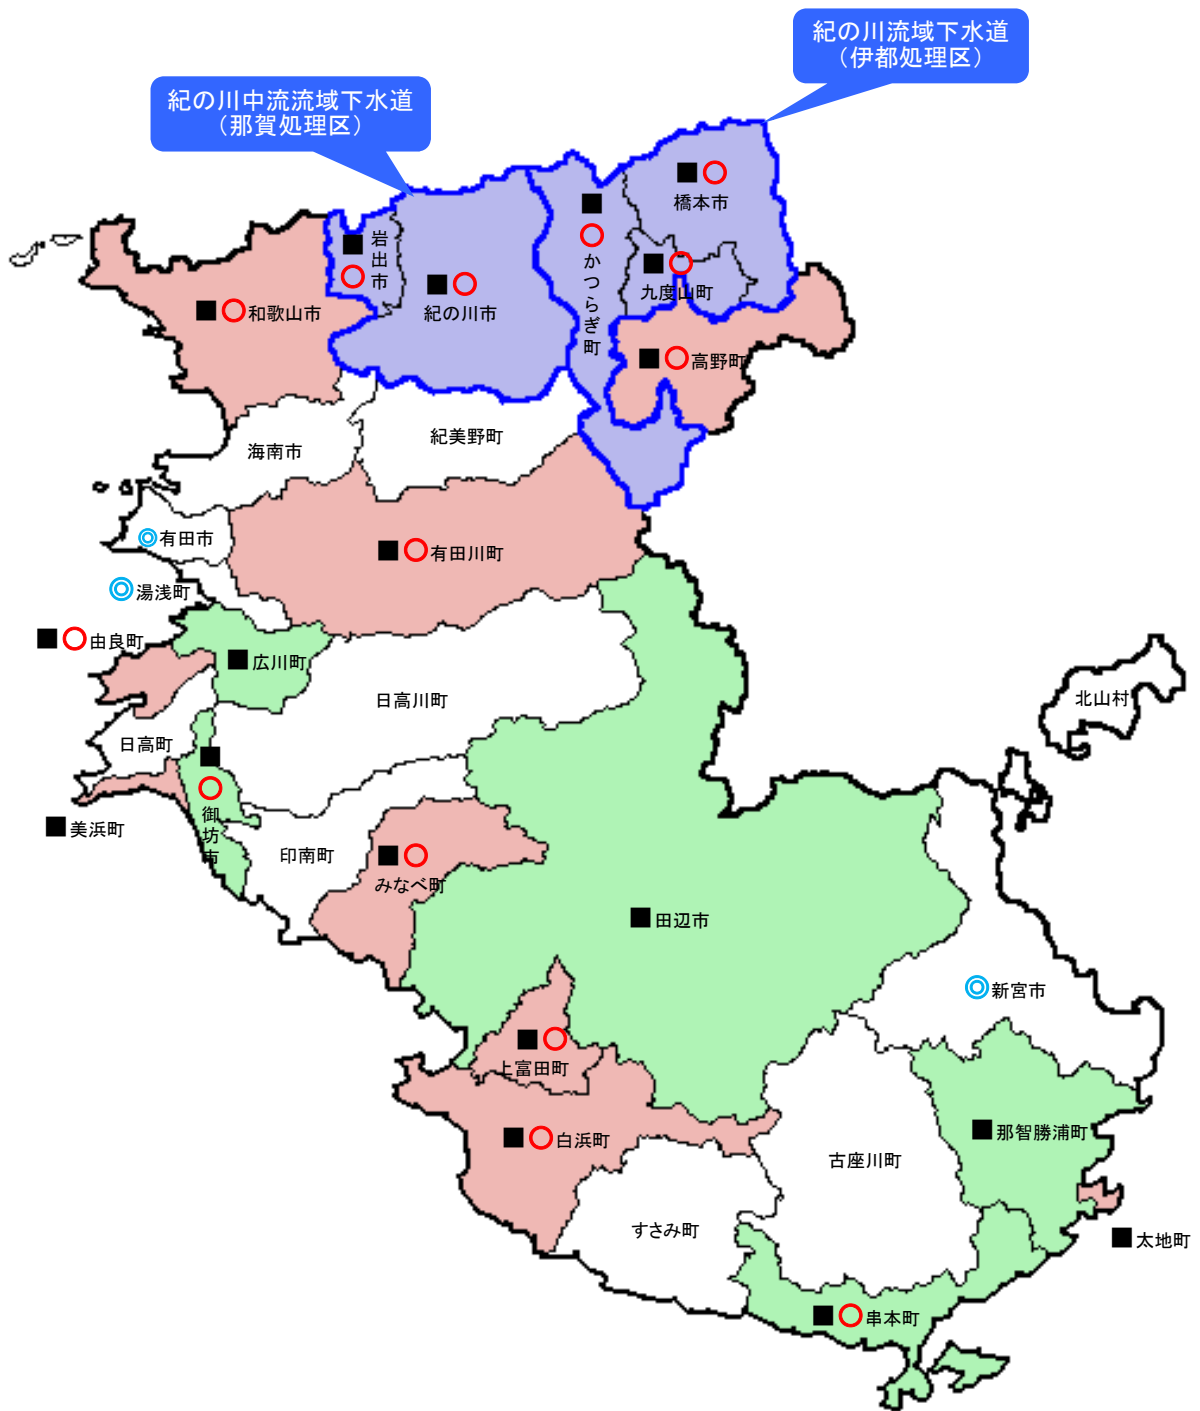 紀の川流域下水道
（伊都処理区）
紀の川中流流域下水道
（那賀処理区）
橋本市
岩出市
かつらぎ町
九度山町
紀の川市
和歌山市
高野町
紀美野町
海南市
有田市
有田川町
湯浅町
由良町
広川町
日高川町
北山村
日高町
御坊市
美浜町
印南町
みなべ町
田辺市
新宮市
上富田町
白浜町
那智勝浦町
古座川町
すさみ町
太地町
串本町